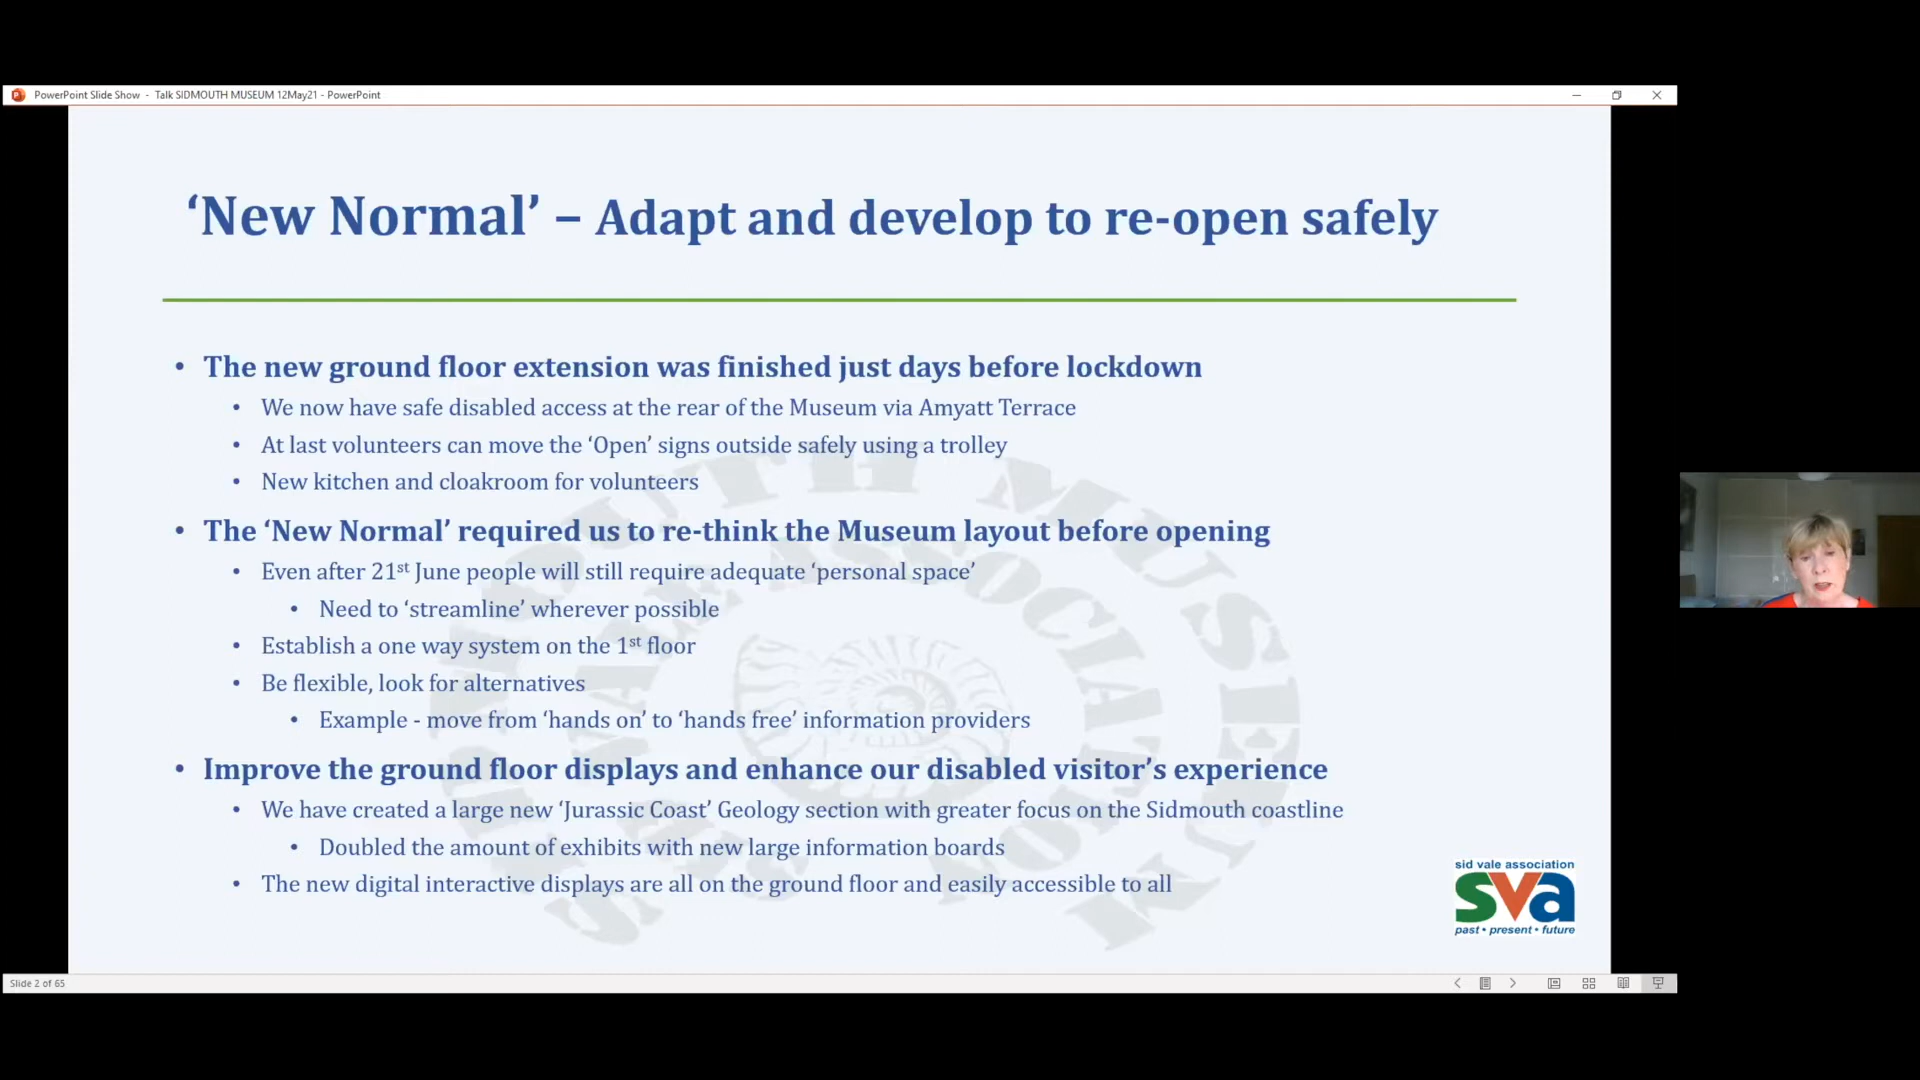 PowerPoint Slide Show - Talk SIDMOUTH MUSEUM 12May21 - PowerPoint
‘New Normal’ – Adapt and develop to re-open safely
• The new ground floor extension was finished just days before lockdown
• We now have safe disabled access at the rear of the Museum via Amyatt Terrace
• At last volunteers can move the ‘Open’ signs outside safely using a trolley
• New kitchen and cloakroom for volunteers
• The ‘New Normal’ required us to re-think the Museum layout before opening
• Even after 21st June people will still require adequate ‘personal space’
• Need to ‘streamline’ wherever possible
• Establish a one way system on the 1st floor
• Be flexible, look for alternatives
• Example - move from ‘hands on’ to ‘hands free’ information providers
• Improve the ground floor displays and enhance our disabled visitor’s experience
• We have created a large new ‘Jurassic Coast’ Geology section with greater focus on the Sidmouth coastline
• Doubled the amount of exhibits with new large information boards
• The new digital interactive displays are all on the ground floor and easily accessible to all
SIDMOUTH MUSEUM
SID VALE ASSOCIATION
sid vale association
sva
past • present • future
Slide 2 of 65